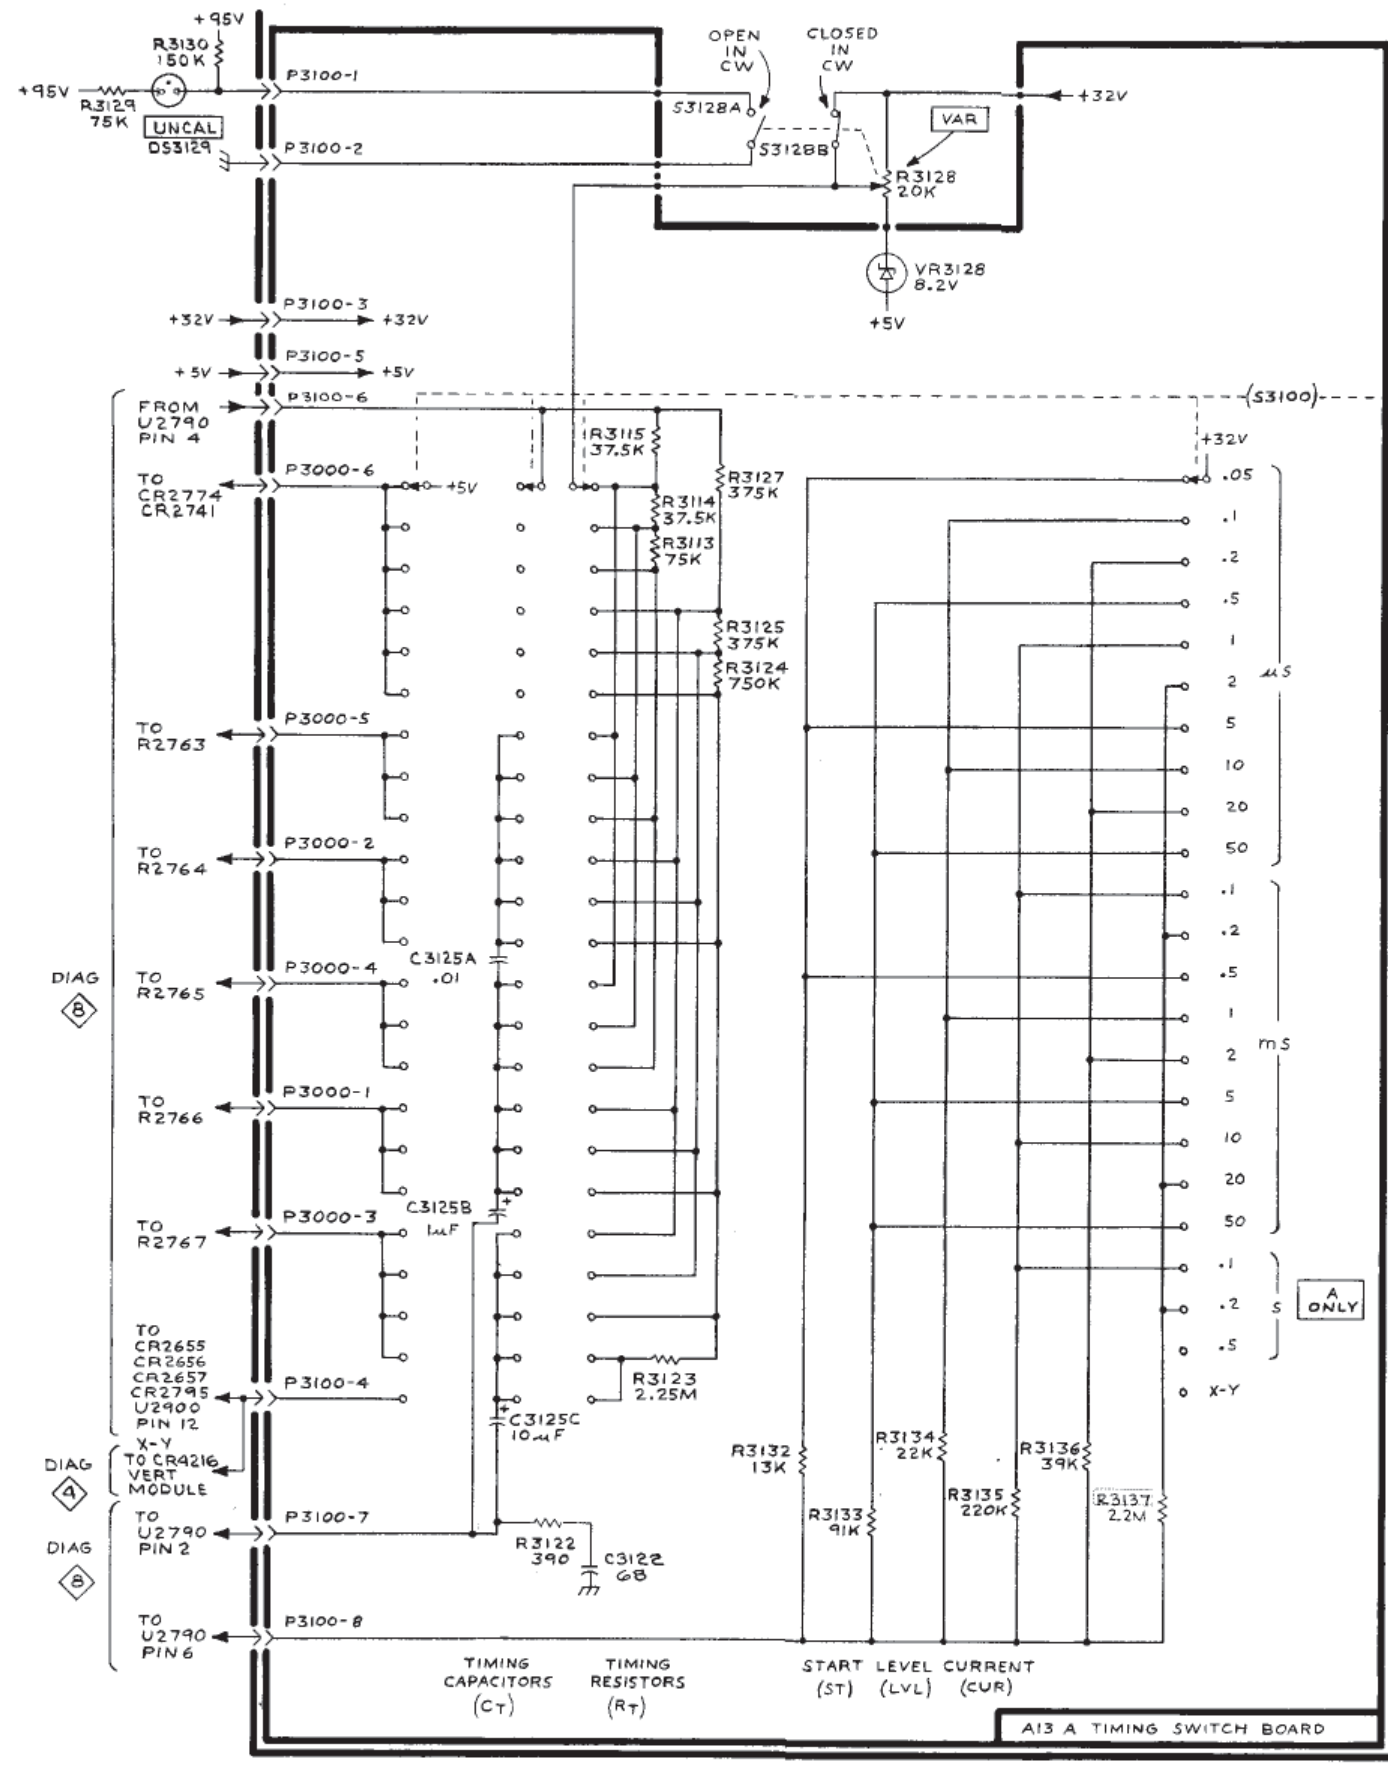 +95V
R3130
150K
P3100-1
+95V
R3129
75K
UNCAL
DS3129
P3100-2
OPEN
IN
CW
CLOSED
IN
CW
S3128A
S3128B
+32V
VAR
R3128
20K
VR3128
8.2V
+5V
P3100-3
+32V
+32V
P3100-5
+5V
+5V
P3100-6
FROM
U2790
PIN 4
(S3100)
+32V
R3115
37.5K
R3127
375K
P3000-6
TO
CR2774
CR2741
+5V
R3114
37.5K
R3113
75K
R3125
375K
R3124
750K
.05
.1
.2
.5
1
2
5
10
20
50
µS
.1
.2
.5
1
2
5
10
20
50
mS
.1
.2
.5
S
X-Y
A
ONLY
P3000-5
TO
R2763
P3000-2
TO
R2764
C3125A
.01
P3000-4
TO
R2765
DIAG
8
P3000-1
TO
R2766
C3125B
1µF
+
P3000-3
TO
R2767
TO
CR2655
CR2656
CR2657
CR2795
U2900
PIN 12
P3100-4
R3123
2.25M
+
C3125C
10µF
X-Y
TO CR4216
VERT
MODULE
DIAG
4
R3132
13K
R3134
22K
R3136
39K
R3133
91K
R3135
220K
R3137
2.2M
TO
U2790
PIN 2
P3100-7
R3122
390
C3122
68
DIAG
8
TO
U2790
PIN 6
P3100-8
TIMING
CAPACITORS
(CT)
TIMING
RESISTORS
(RT)
START LEVEL CURRENT
(ST) (LVL) (CUR)
A13 A TIMING SWITCH BOARD